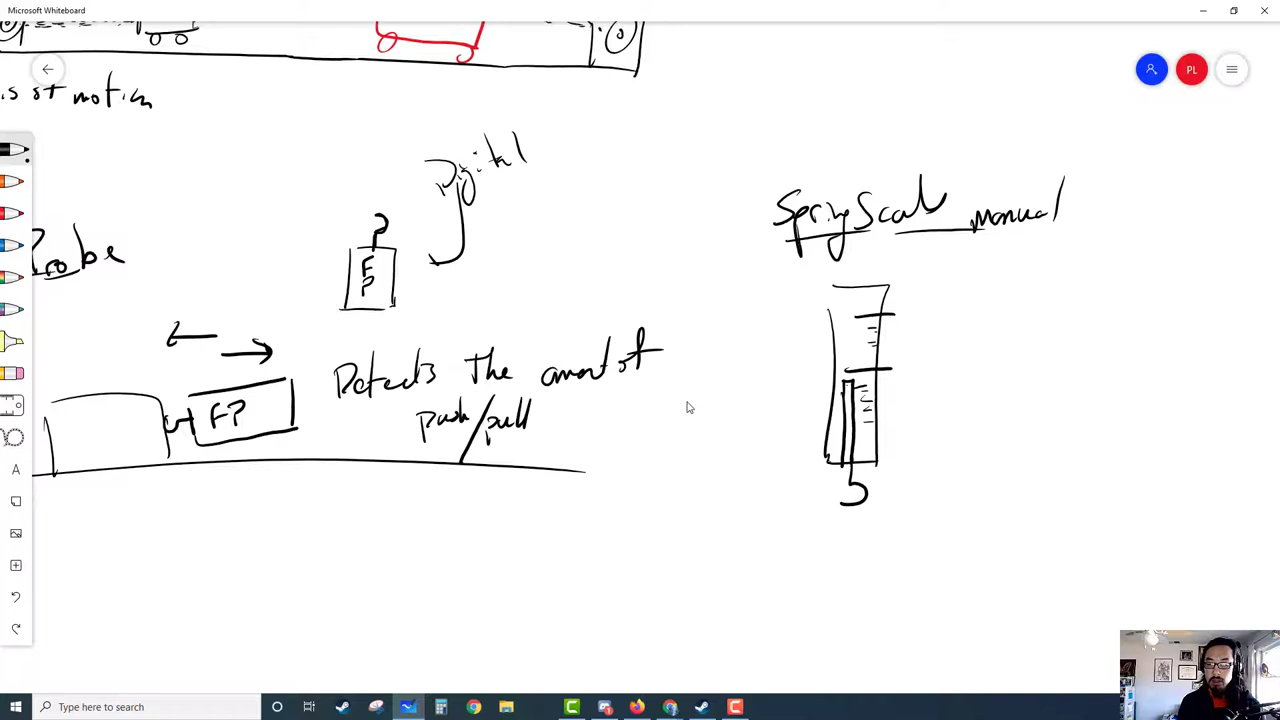 Microsoft Whiteboard
PL
is of motion
Digital
Probe
F
P
Spring Scale manual
Detects the amount of
push/pull
FP
A
Type here to search